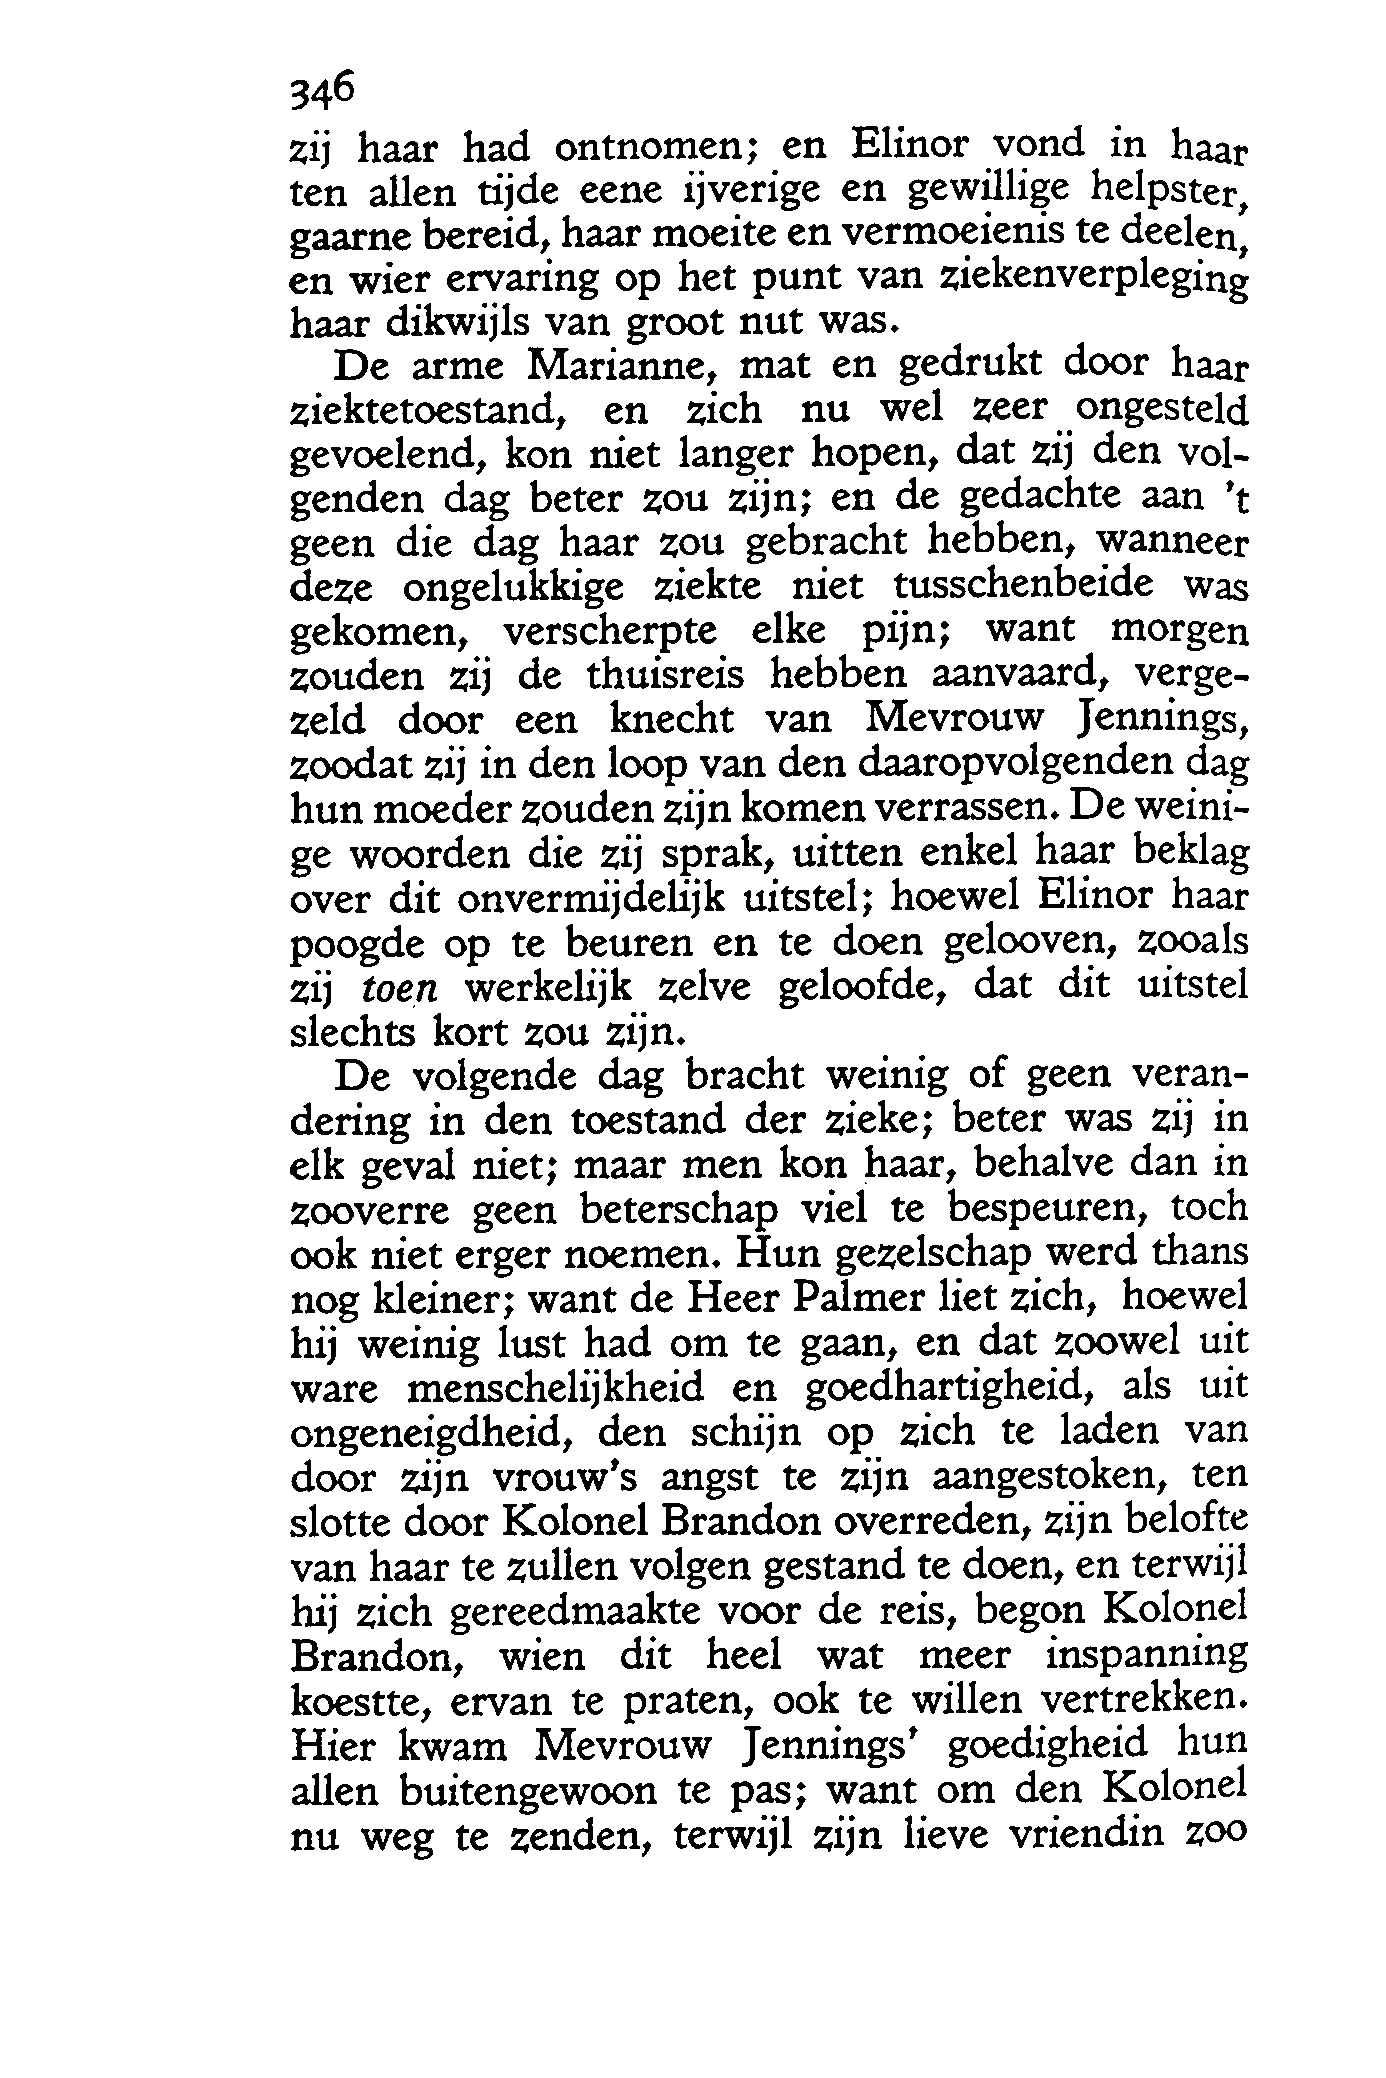 346
zij haar had ontnomen; en Elinor vond in haar
ten allen tijde eene ijverige en gewillige helpster,
gaarne bereid, haar moeite en vermoeienis te deelen,
en wier ervaring op het punt van ziekenverpleging
haar dikwijls van groot nut was.
De arme Marianne, mat en gedrukt door haar
ziektetoestand, en zich nu wel zeer ongesteld
gevoelend, kon niet langer hopen, dat zij den vol-
genden dag beter zou zijn; en de gedachte aan 't
geen die dag haar zou gebracht hebben, wanneer
deze ongelukkige ziekte niet tusschenbeide was
gekomen, verscherpte elke pijn; want morgen
zouden zij de thuisreis hebben aanvaard, verge-
zeld door een knecht van Mevrouw Jennings,
zoodat zij in den loop van den daaropvolgenden dag
hun moeder zouden zijn komen verrassen. De weini-
ge woorden die zij sprak, uitten enkel haar beklag
over dit onvermijdelijk uitstel; hoewel Elinor haar
poogde op te beuren en te doen gelooven, zooals
zij toen werkelijk zelve geloofde, dat dit uitstel
slechts kort zou zijn.
De volgende dag bracht weinig of geen veran-
dering in den toestand der zieke; beter was zij in
elk geval niet; maar men kon haar, behalve dan in
zooverre geen beterschap viel te bespeuren, toch
ook niet erger noemen. Hun gezelschap werd thans
nog kleiner; want de Heer Palmer liet zich, hoewel
hij weinig lust had om te gaan, en dat zoowel uit
ware menschelijkheid en goedhartigheid, als uit
ongeneigdheid, den schijn op zich te laden van
door zijn vrouw's angst te zijn aangestoken, ten
slotte door Kolonel Brandon overreden, zijn belofte
van haar te zullen volgen gestand te doen, en terwijl
hij zich gereedmaakte voor de reis, begon Kolonel
Brandon, wien dit heel wat meer inspanning
koestte, ervan te praten, ook te willen vertrekken.
Hier kwam Mevrouw Jennings' goedigheid hun
allen buitengewoon te pas; want om den Kolonel
nu weg te zenden, terwijl zijn lieve vriendin zoo